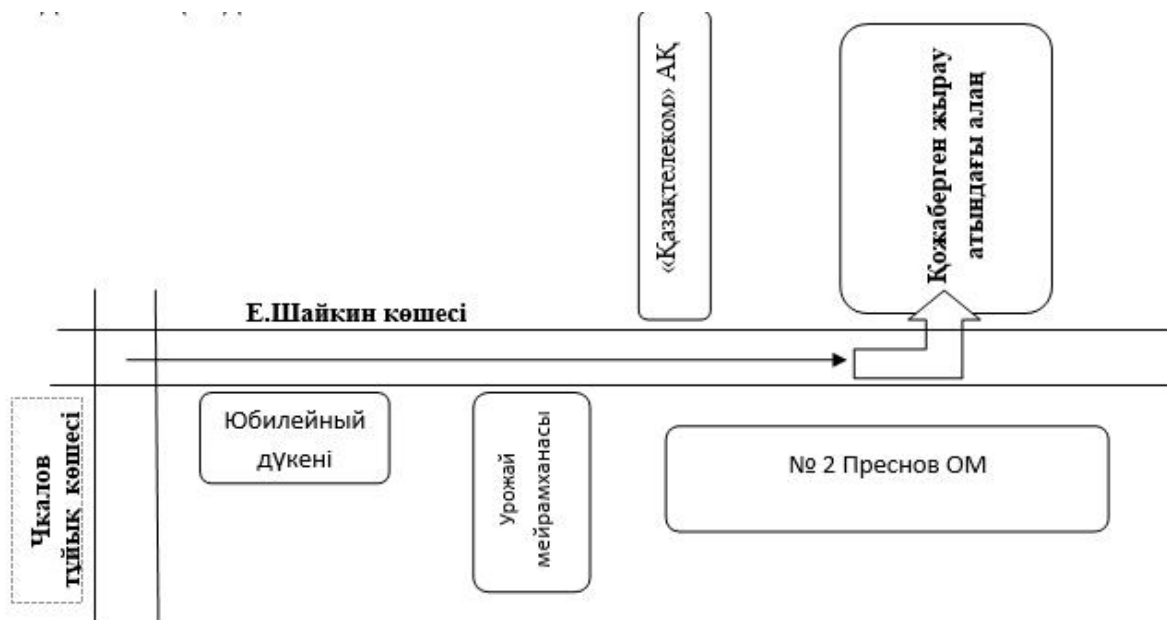 «Қазақтелеком» АҚ
Қожаберген жырау
атындағы алаң
Е.Шайкин көшесі
Чкалов
тұйық көшесі
Юбилейный
дүкені
Урожай
мейрамханасы
№ 2 Преснов ОМ